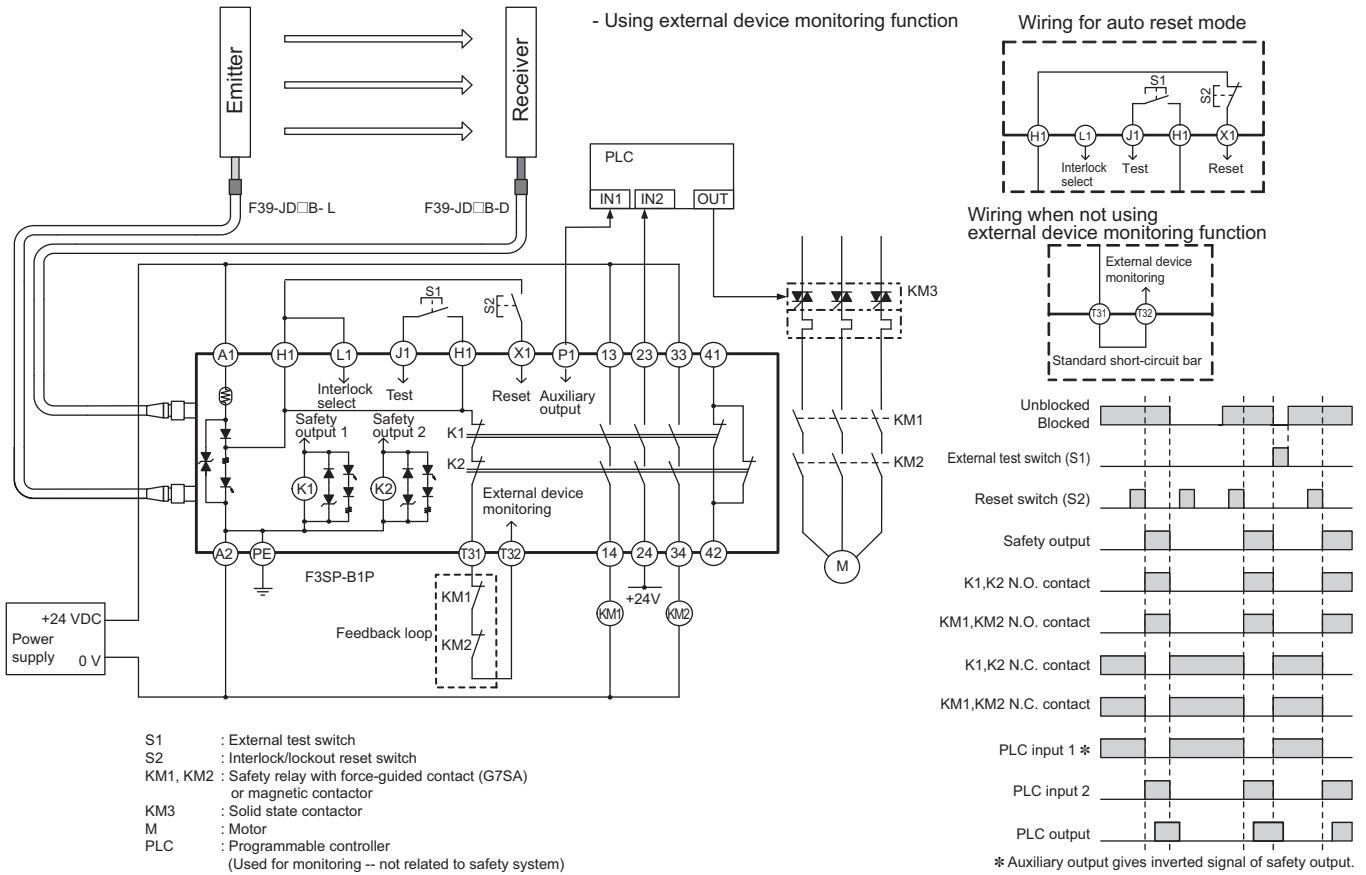 - Using external device monitoring function
Emitter
Receiver
F39-JD□B- L
F39-JD□B-D
PLC
IN1
IN2
OUT
KM3
S1
S2
A1
H1
L1
J1
H1
X1
P1
13
23
33
41
Interlock
select
Test
Reset
Auxiliary
output
Safety
output 1
Safety
output 2
K1
K2
K1
K2
External device
monitoring
KM1
KM2
M
A2
PE
T31
T32
14
24
34
42
F3SP-B1P
+24V
KM1
KM2
KM1
KM2
Feedback loop
+24 VDC
Power
supply
0 V
S1 : External test switch
S2 : Interlock/lockout reset switch
KM1, KM2 : Safety relay with force-guided contact (G7SA)
or magnetic contactor
KM3 : Solid state contactor
M : Motor
PLC : Programmable controller
(Used for monitoring -- not related to safety system)
Wiring for auto reset mode
S1
S2
H1
L1
J1
H1
X1
Interlock
select
Test
Reset
Wiring when not using
external device monitoring function
External device
monitoring
T31
T32
Standard short-circuit bar
Unblocked
Blocked
External test switch (S1)
Reset switch (S2)
Safety output
K1,K2 N.O. contact
KM1,KM2 N.O. contact
K1,K2 N.C. contact
KM1,KM2 N.C. contact
PLC input 1 ✻
PLC input 2
PLC output
✻ Auxiliary output gives inverted signal of safety output.